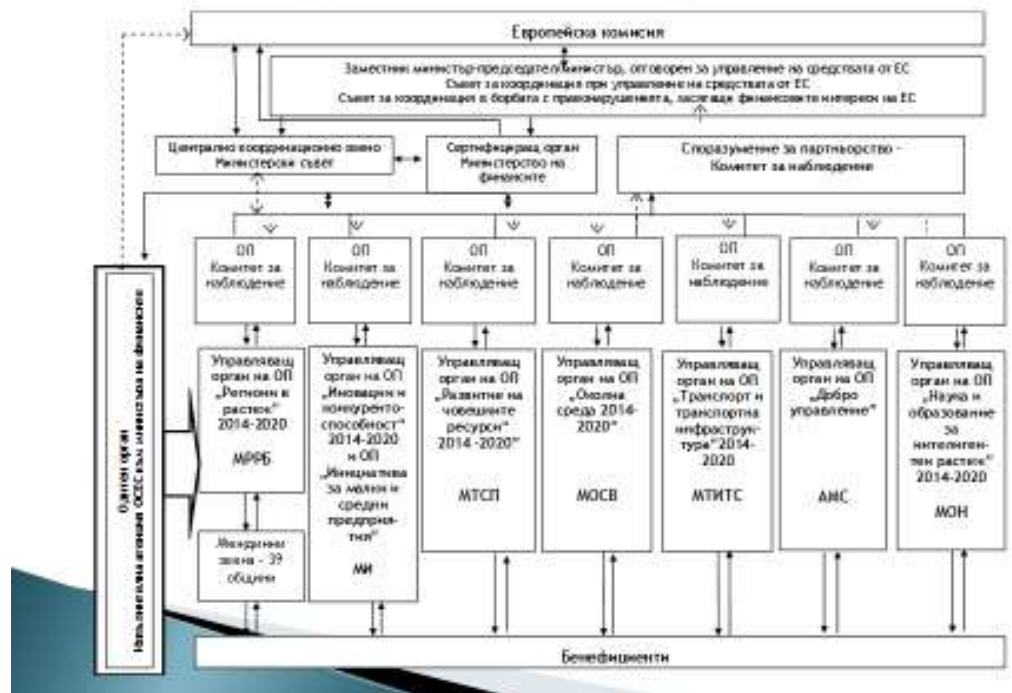 Европейска комисия
Заместник министър-председател/министър, отговорен за управление на средствата от ЕС
Съвет за координация при управление на средствата от ЕС
Съвет за координация в борбата с правонарушенията, засягащи финансовите интереси на ЕС
Централно координационно звено
Министерски съвет
Сертифициращ орган
Министерство на
финансите
Споразумение за партньорство -
Комитет за наблюдение
ОП
Комитет за
наблюдение
ОП
Комитет за
наблюдение
ОП
Комитет за
наблюдение
ОП
Комитет за
наблюдение
ОП
Комитет за
наблюдение
ОП
Комитет за
наблюдение
ОП
Комитет за
наблюдение
Одитен орган
Изпълнителна агенция ОСЕС към министъра на финансите
Управляващ
орган на ОП
„Региони в
растеж"
2014-2020
МРРБ
Управляващ
орган на ОП
„Иновации и
конкуренто-
способност"
2014-2020
и ОП
„Инициатива
за малки и
средни
предприя-
тия"
МИ
Управляващ
орган на ОП
„Развитие на
човешките
ресурси"
2014 -2020"
МТСП
Управляващ
орган на ОП
„Околна
среда 2014-
2020"
МОСВ
Управляващ
орган на ОП
„Транспорт и
транспортна
инфраструк-
тура"2014-
2020
МТИТС
Управляващ
орган на ОП
„Добро
управление"
АМС
Управляващ
орган на ОП
„Наука и
образование
за
интелиген-
тен растеж"
2014-2020
МОН
Междинни
звена - 39
общини
Бенефициенти